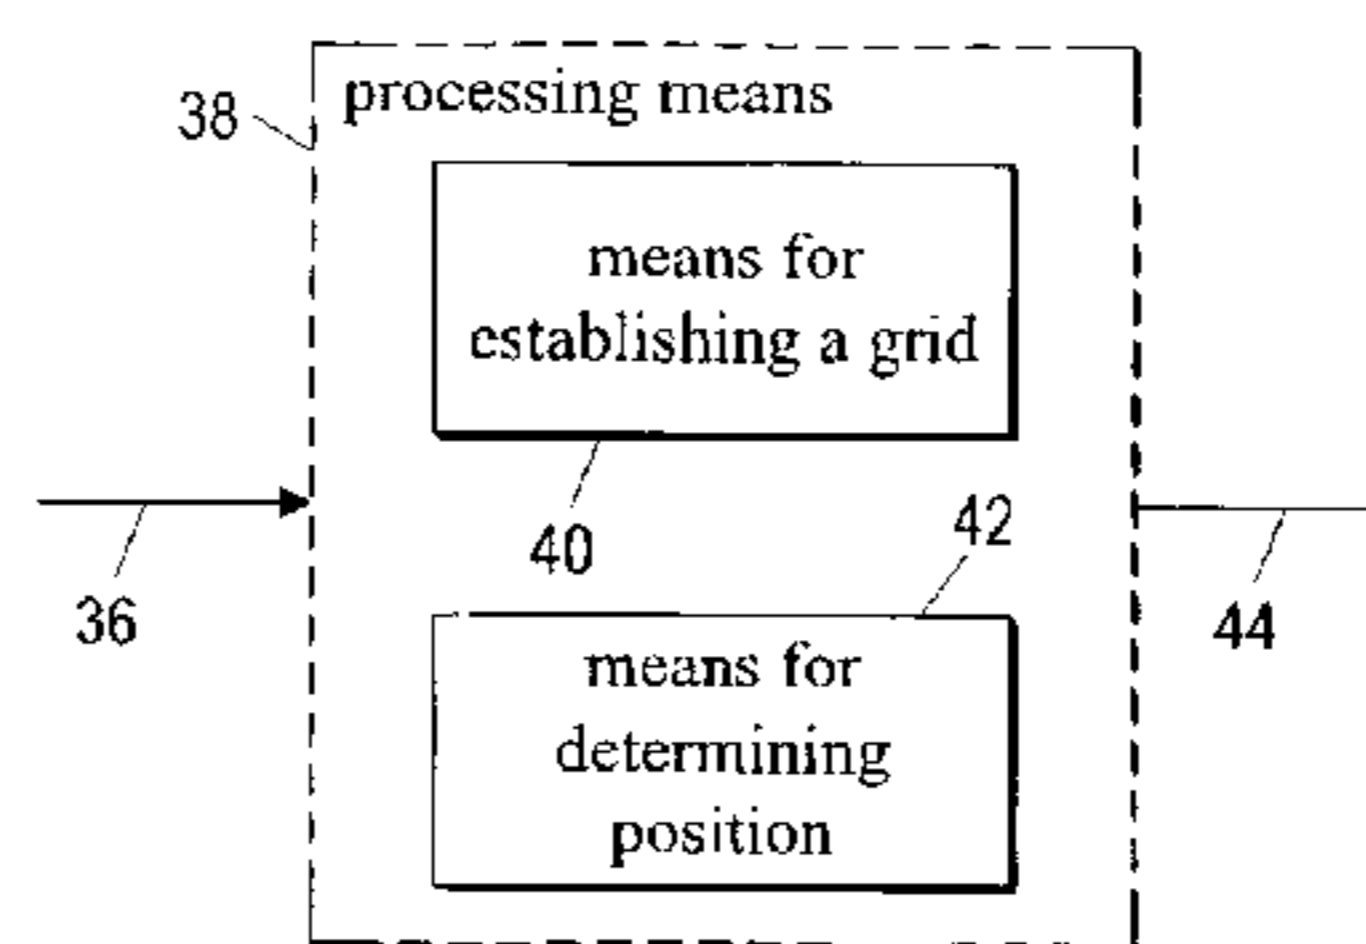 processing means
38
means for
establishing a grid
40
42
36
44
means for
determining
position